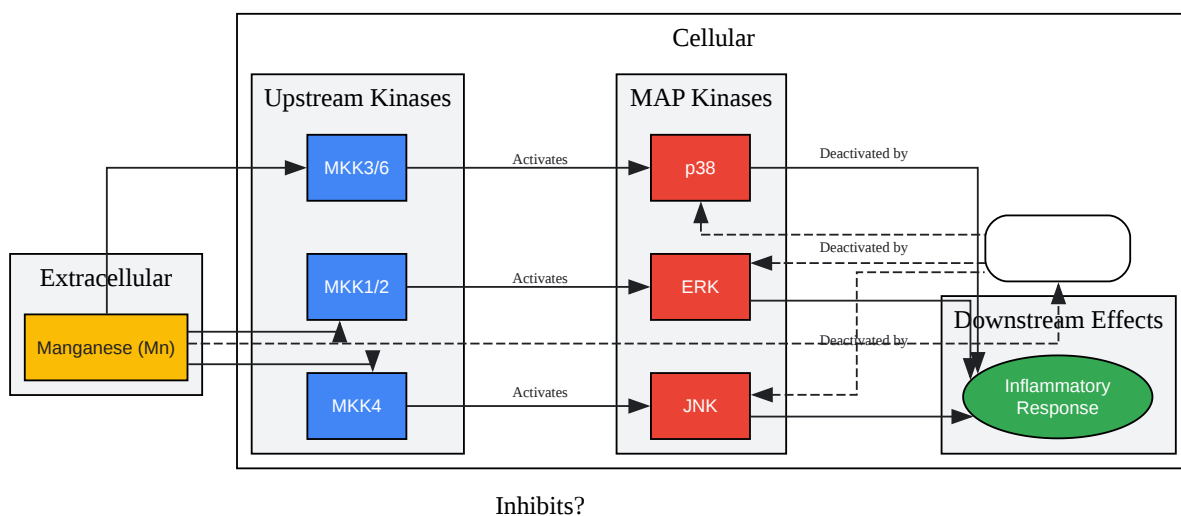 Cellular
Upstream Kinases
MAP Kinases
MKK3/6
Activates
p38
Deactivated by
Extracellular
Manganese (Mn)
MKK1/2
Activates
ERK
Deactivated by
Downstream Effects
Deactivated by
MKK4
Activates
JNK
Inflammatory
Response
Inhibits?